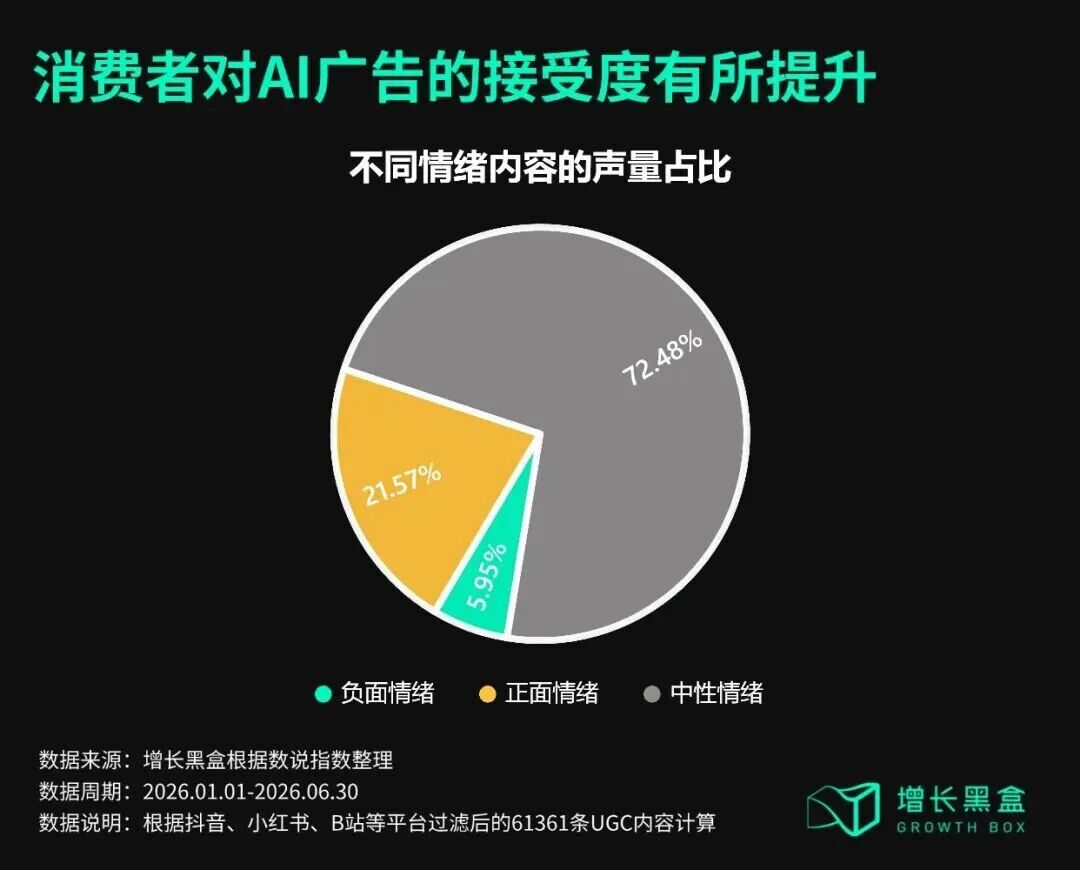 消费者对AI广告的接受度有所提升
不同情绪内容的声量占比
72.48%
21.57%
5.95%
负面情绪 正面情绪 中性情绪
数据来源：增长黑盒根据数说指数整理
数据周期：2026.01.01-2026.06.30
数据说明：根据抖音、小红书、B站等平台过滤后的61361条UGC内容计算
增长黑盒
GROWTH BOX